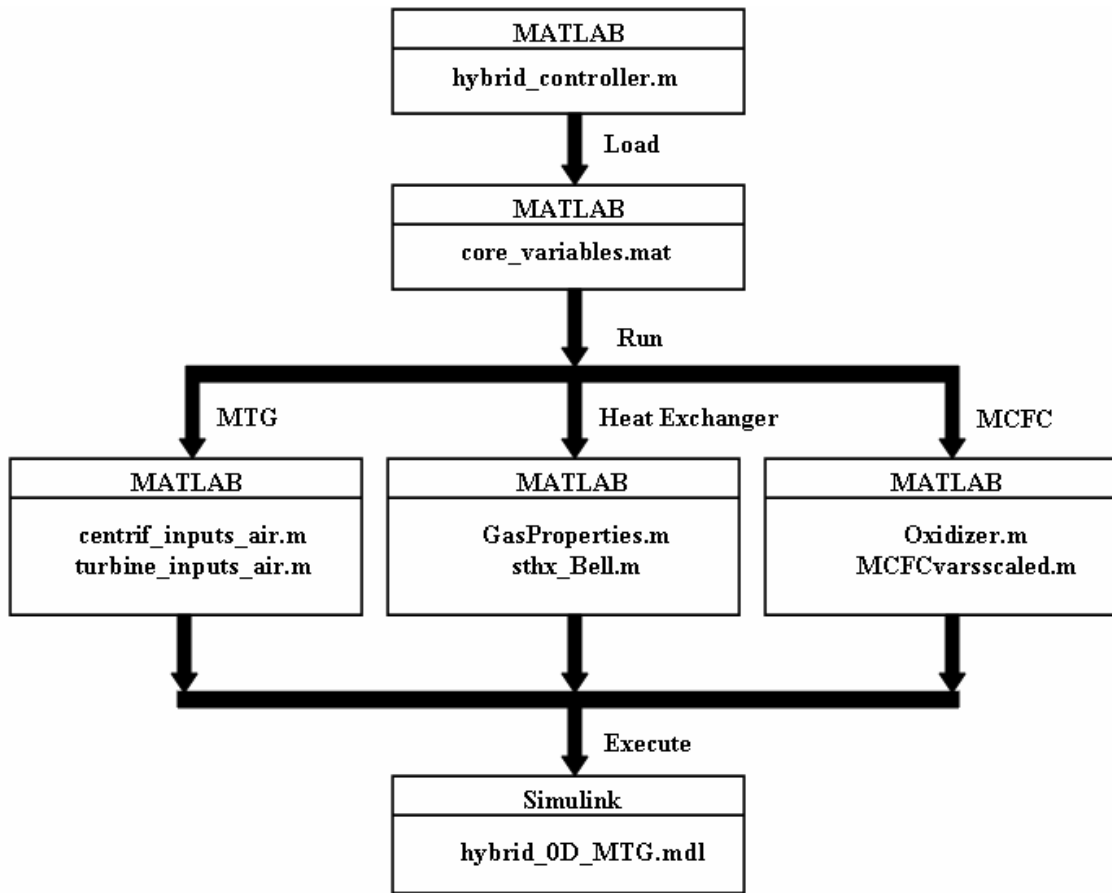 MATLAB
hybrid_controller.m
Load
MATLAB
core_variables.mat
Run
MTG
Heat Exchanger
MCFC
MATLAB
centrif_inputs_air.m
turbine_inputs_air.m
MATLAB
GasProperties.m
sthx_Bell.m
MATLAB
Oxidizer.m
MCFCvarsscaled.m
Execute
Simulink
hybrid_0D_MTG.mdl